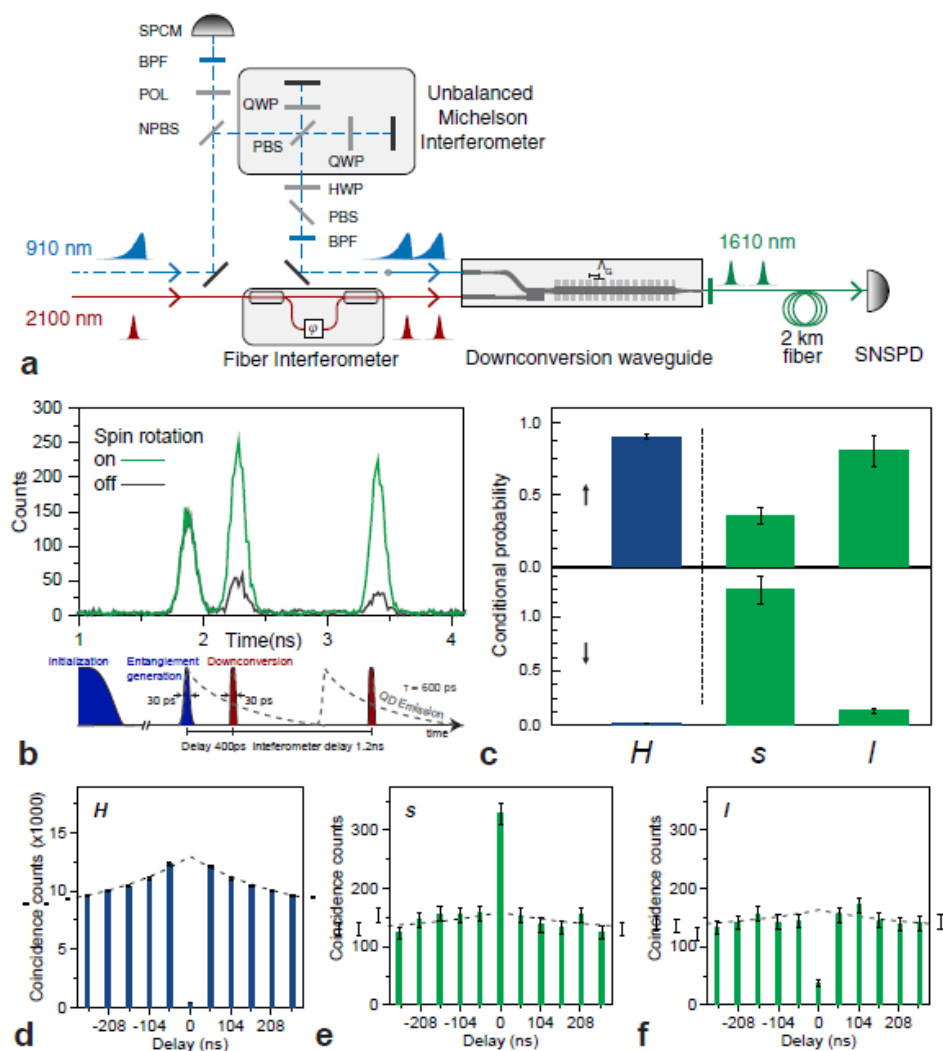 SPCM
BPF
POL
NPBS
QWP
PBS
QWP
Unbalanced
Michelson
Interferometer
HWP
PBS
BPF
910 nm
2100 nm
φ
Fiber Interferometer
ΛG
Downconversion waveguide
1610 nm
2 km
fiber
SNSPD
a
300
250
200
150
100
50
0
Counts
Spin rotation
on
off
1 2 3 4
Time(ns)
Initialization
Entanglement
generation
Downconversion
30 ps
30 ps
τ = 600 ps
QD Emission
time
Delay 400ps
Inteferometer delay 1.2ns
b
Conditional probability
1.0
0.5
0.0
↑
1.0
0.5
0.0
↓
H s l
c
H
Coincidence counts (x1000)
15
10
5
0
-208 -104 0 104 208
Delay (ns)
d
s
Coincidence counts
300
200
100
0
-208 -104 0 104 208
Delay (ns)
e
l
Coincidence counts
300
200
100
0
-208 -104 0 104 208
Delay (ns)
f